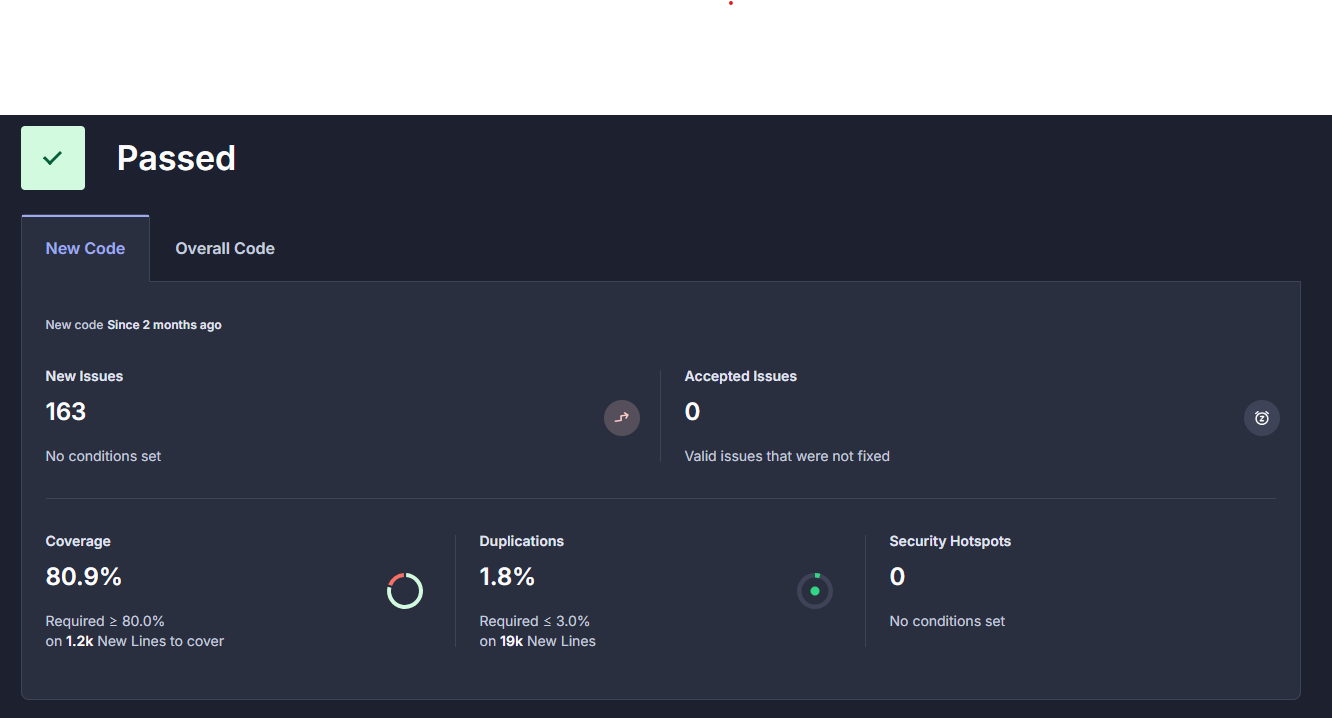 Passed
New Code
Overall Code
New code Since 2 months ago
New Issues
163
No conditions set
Accepted Issues
0
Valid issues that were not fixed
Coverage
80.9%
Required ≥ 80.0%
on 1.2k New Lines to cover
Duplications
1.8%
Required ≤ 3.0%
on 19k New Lines
Security Hotspots
0
No conditions set